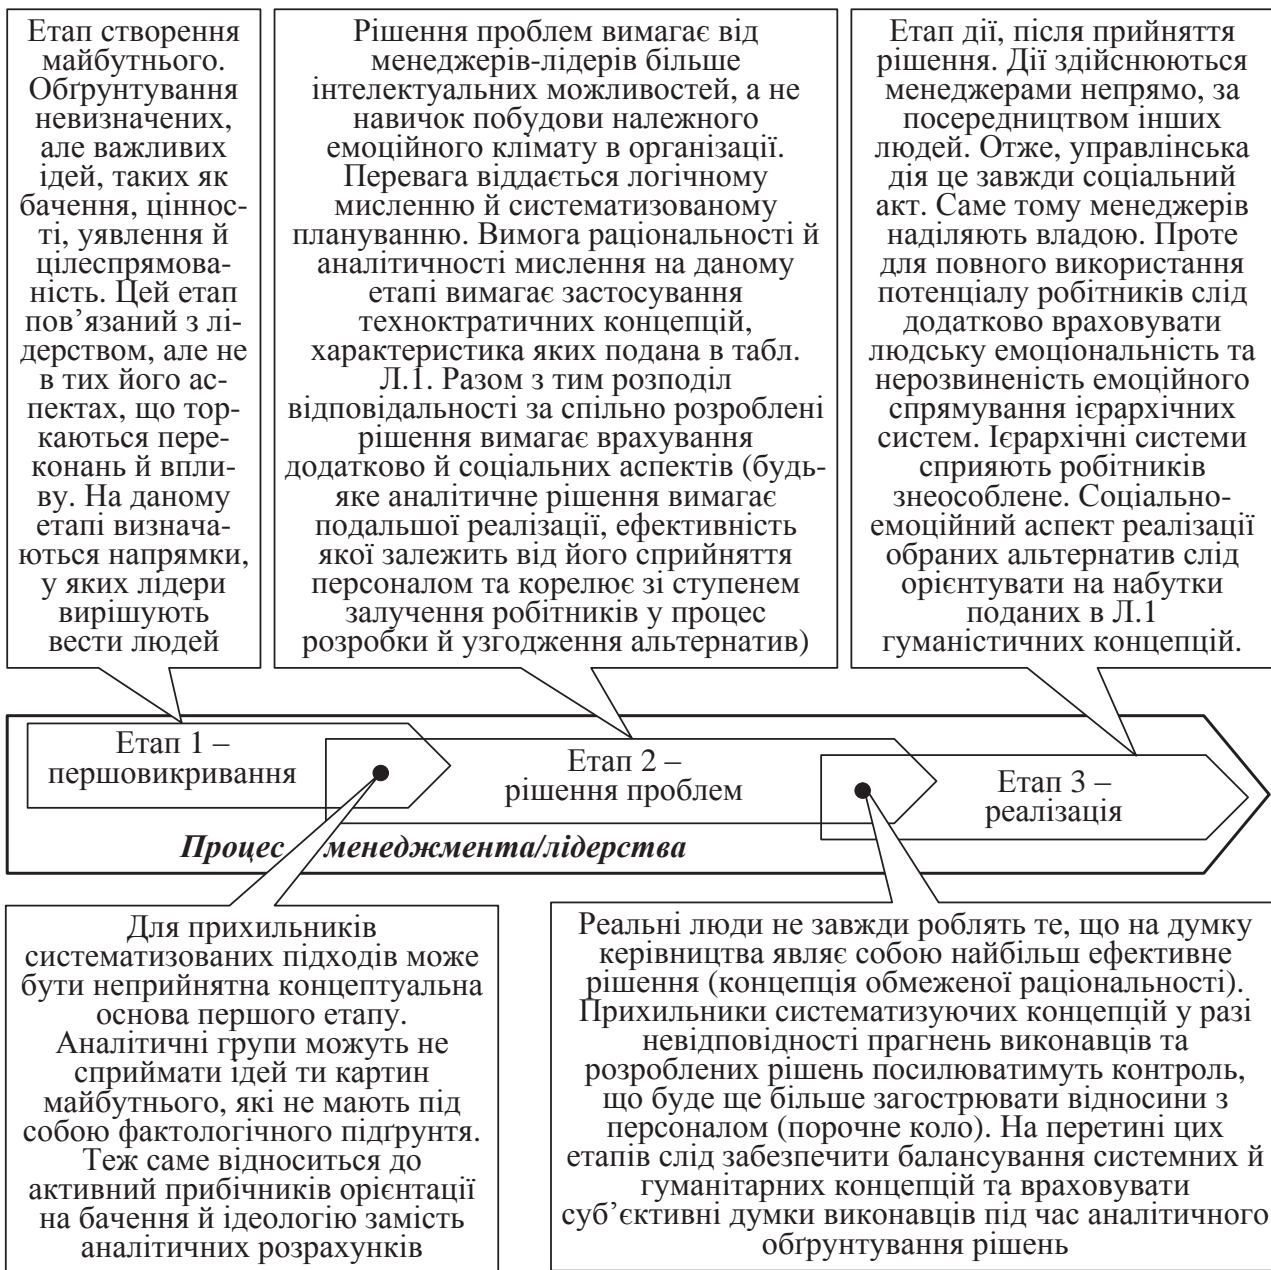 Етап створення
майбутнього.
Обґрунтування
невизначених,
але важливих
ідей, таких як
бачення, ціннос-
ті, уявлення й
цілеспрямова-
ність. Цей етап
пов’язаний з лі-
дерством, але не
в тих його ас-
пектах, що тор-
каються пере-
конань й впли-
ву. На даному
етапі визнача-
ються напрямки,
у яких лідери
вирішують
вести людей
Рішення проблем вимагає від
менеджерів-лідерів більше
інтелектуальних можливостей, а не
навичок побудови належного
емоційного клімату в організації.
Перевага віддається логічному
мисленню й систематизованому
плануванню. Вимога раціональності й
аналітичності мислення на даному
етапі вимагає застосування
техноктратичних концепцій,
характеристика яких подана в табл.
Л.1. Разом з тим розподіл
відповідальності за спільно розроблені
рішення вимагає врахування
додатково й соціальних аспектів (будь-
яке аналітичне рішення вимагає
подальшої реалізації, ефективність
якої залежить від його сприйняття
персоналом та корелює зі ступенем
залучення робітників у процес
розробки й узгодження альтернатив)
Етап дії, після прийняття
рішення. Дії здійснюються
менеджерами непрямо, за
посередництвом інших
людей. Отже, управлінська
дія це завжди соціальний
акт. Саме тому менеджерів
наділяють владою. Проте
для повного використання
потенціалу робітників слід
додатково враховувати
людську емоціональність та
нерозвиненість емоційного
спрямування ієрархічних
систем. Ієрархічні системи
сприяють робітників
знеособлене. Соціально-
емоційний аспект реалізації
обраних альтернатив слід
орієнтувати на набутки
поданих в Л.1
гуманістичних концепцій.
Етап 1 –
першовикривання
Етап 2 –
рішення проблем
Етап 3 –
реалізація
Процес менеджмента/лідерства
Для прихильників
систематизованих підходів може
бути неприйнятна концептуальна
основа першого етапу.
Аналітичні групи можуть не
сприймати ідей ти картин
майбутнього, які не мають під
собою фактологічного підґрунтя.
Теж саме відноситься до
активний прибічників орієнтації
на бачення й ідеологію замість
аналітичних розрахунків
Реальні люди не завжди роблять те, що на думку
керівництва являє собою найбільш ефективне
рішення (концепція обмеженої раціональності).
Прихильники систематизуючих концепцій у разі
невідповідності прагнень виконавців та
розроблених рішень посилюватимуть контроль,
що буде ще більше загострювати відносини з
персоналом (порочне коло). На перетині цих
етапів слід забезпечити балансування системних й
гуманітарних концепцій та враховувати
суб’єктивні думки виконавців під час аналітичного
обґрунтування рішень